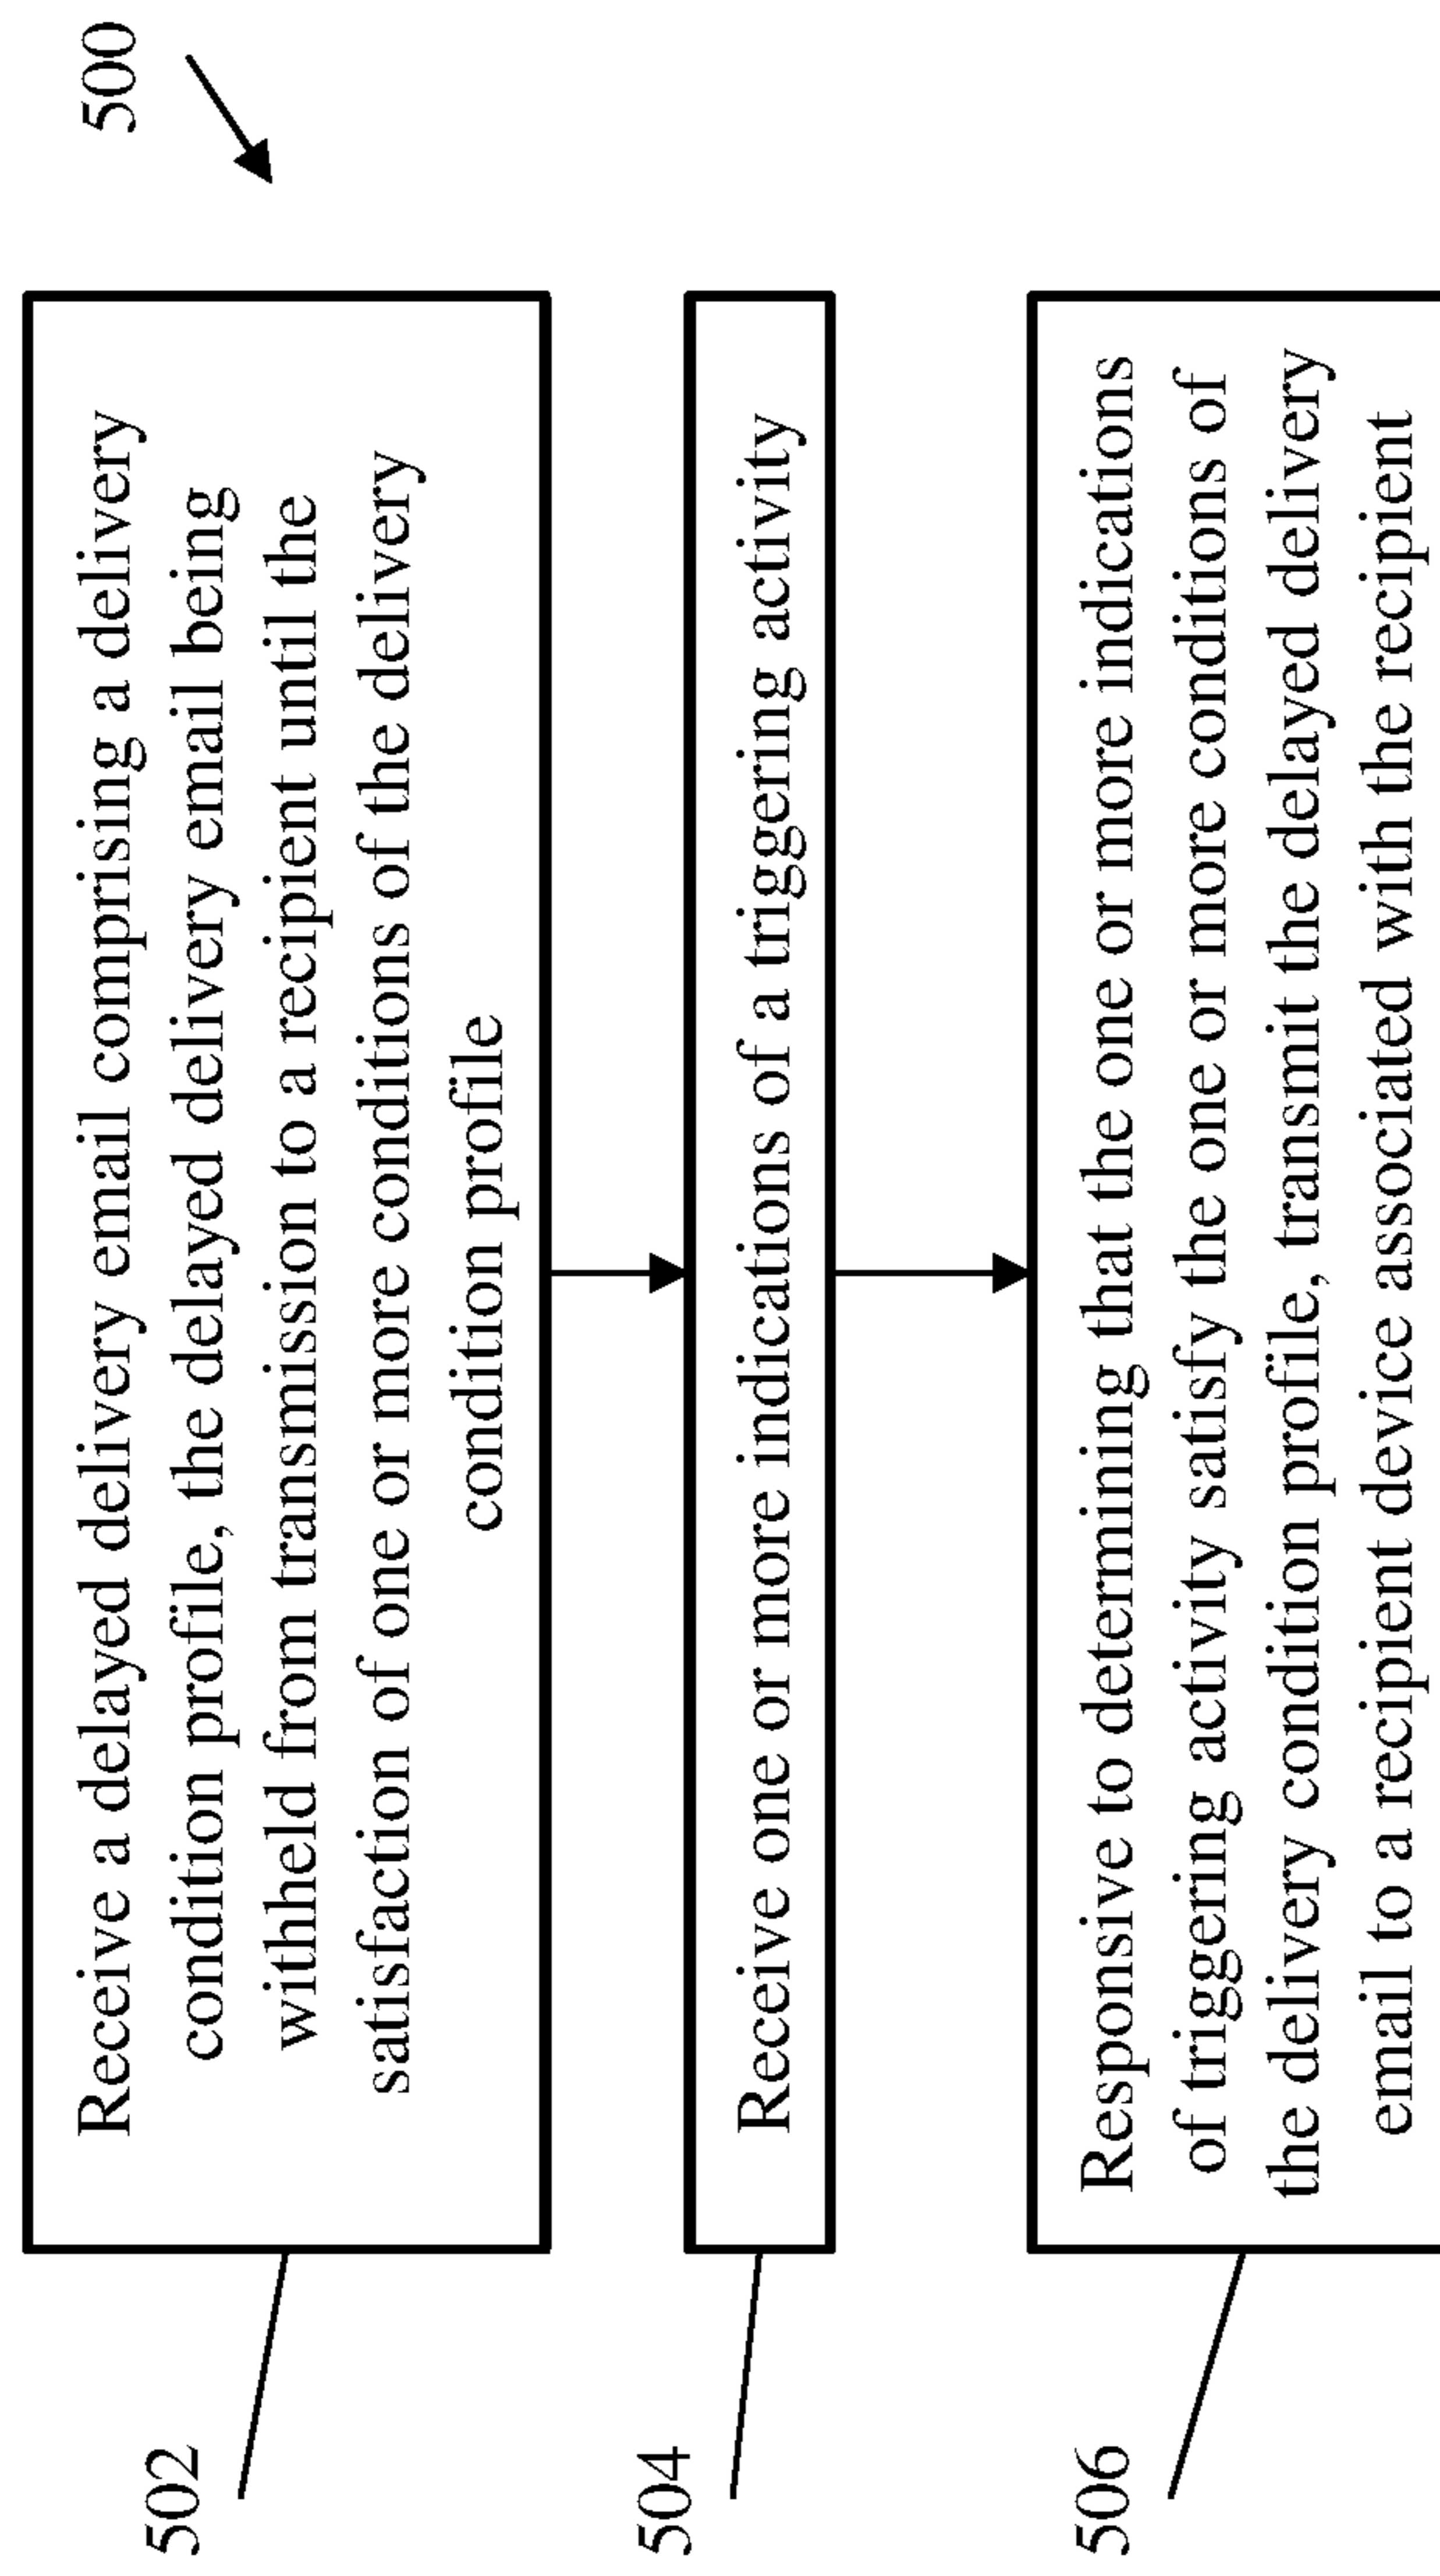 500
502
Receive a delayed delivery email comprising a delivery
condition profile, the delayed delivery email being
withheld from transmission to a recipient until the
satisfaction of one or more conditions of the delivery
condition profile
504
Receive one or more indications of a triggering activity
506
Responsive to determining that the one or more indications
of triggering activity satisfy the one or more conditions of
the delivery condition profile, transmit the delayed delivery
email to a recipient device associated with the recipient